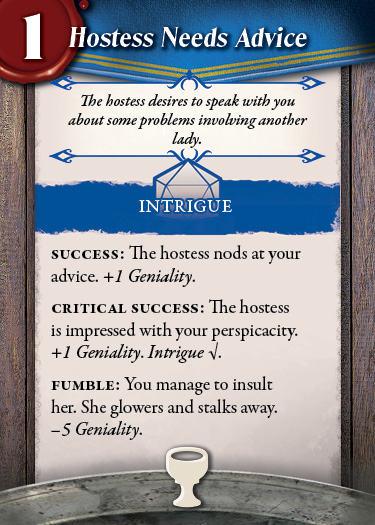 1
Hostess Needs Advice
The hostess desires to speak with you
about some problems involving another
lady.
INTRIGUE
SUCCESS: The hostess nods at your
advice. +1 Geniality.
CRITICAL SUCCESS: The hostess
is impressed with your perspicacity.
+1 Geniality. Intrigue √.
FUMBLE: You manage to insult
her. She glowers and stalks away.
–5 Geniality.